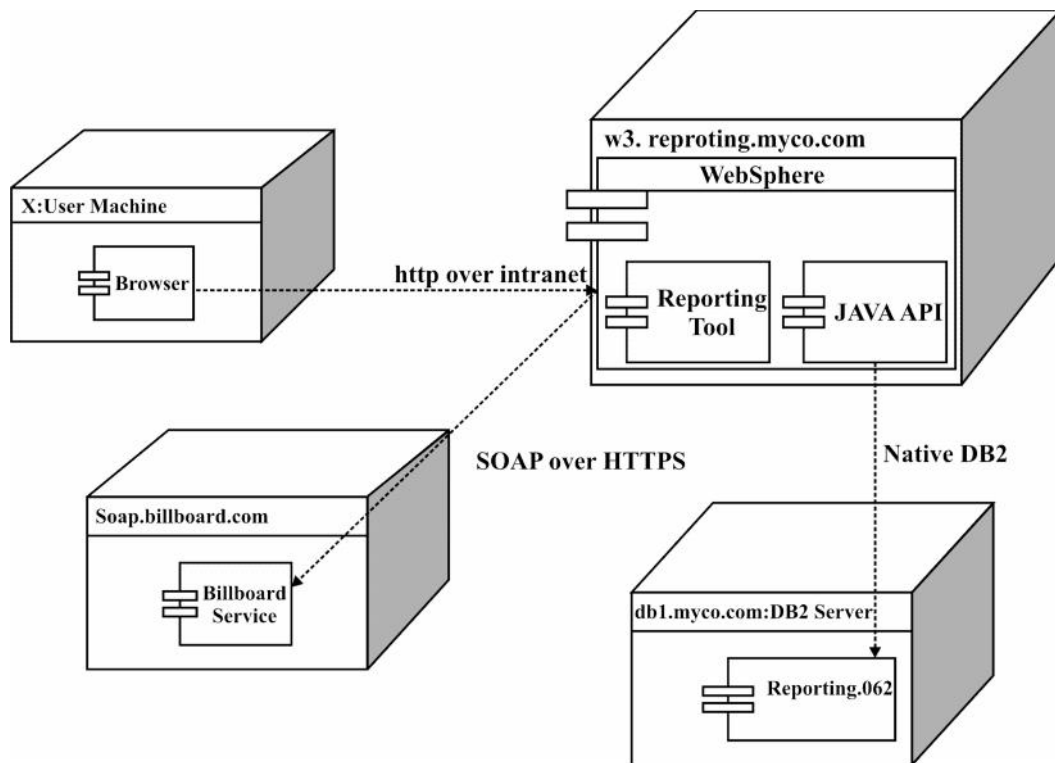 w3. reproting.myco.com
WebSphere
X:User Machine
Browser
http over intranet
Reporting
Tool
JAVA API
SOAP over HTTPS
Native DB2
Soap.billboard.com
Billboard
Service
db1.myco.com:DB2 Server
Reporting.062